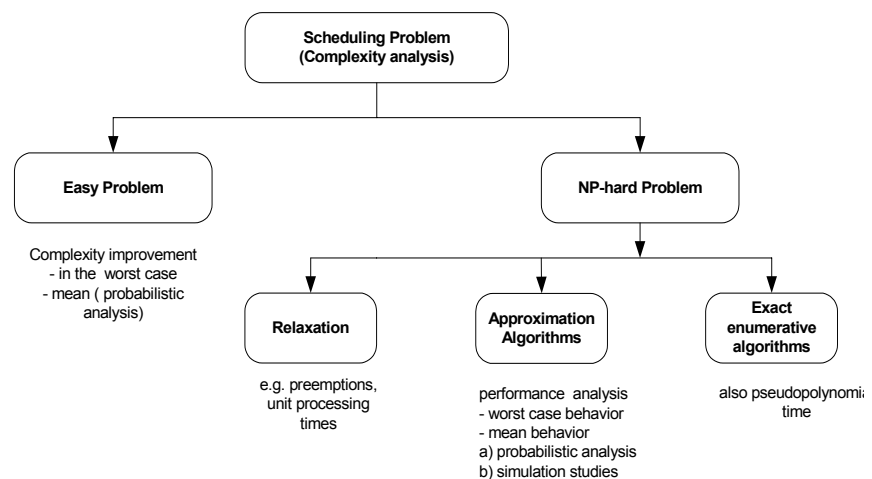 Scheduling Problem
(Complexity analysis)
Easy Problem
NP-hard Problem
Complexity improvement
- in the worst case
- mean ( probabilistic
analysis)
Relaxation
Approximation
Algorithms
Exact
enumerative
algorithms
e.g. preemptions,
unit processing
times
performance analysis
- worst case behavior
- mean behavior
a) probabilistic analysis
b) simulation studies
also pseudopolynomia
time